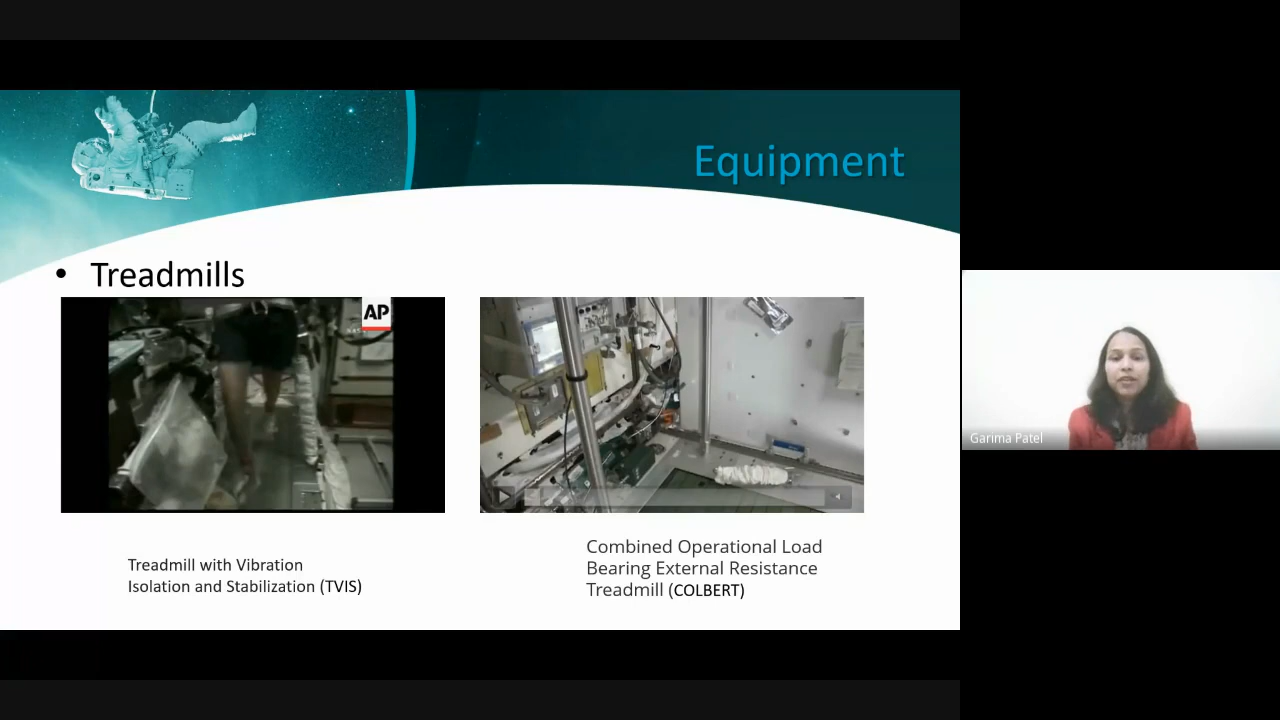 Equipment
• Treadmills
AP
Treadmill with Vibration
Isolation and Stabilization (TVIS)
Combined Operational Load
Bearing External Resistance
Treadmill (COLBERT)
Garima Patel